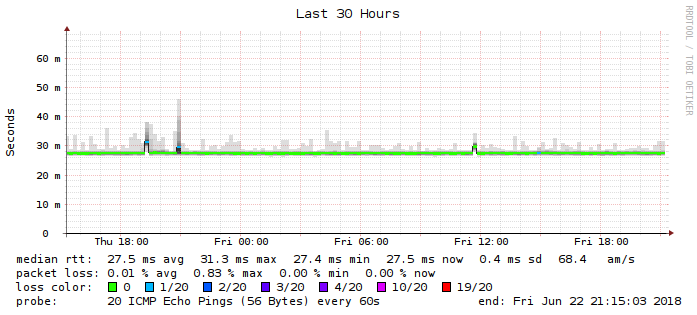 Last 30 Hours
RRDTOOL / TOBI OETIKER
Seconds
60 m
50 m
40 m
30 m
20 m
10 m
0
Thu 18:00 Fri 00:00 Fri 06:00 Fri 12:00 Fri 18:00
median rtt: 27.5 ms avg 31.3 ms max 27.4 ms min 27.5 ms now 0.4 ms sd 68.4 am/s
packet loss: 0.01 % avg 0.83 % max 0.00 % min 0.00 % now
loss color: 0 1/20 2/20 3/20 4/20 10/20 19/20
probe: 20 ICMP Echo Pings (56 Bytes) every 60s end: Fri Jun 22 21:15:03 2018